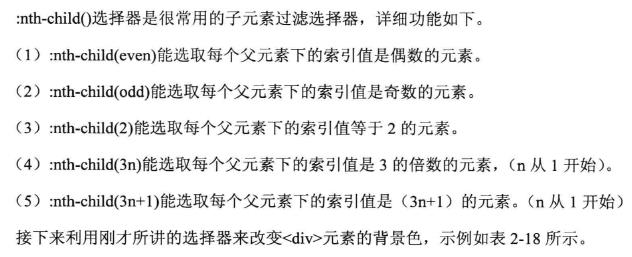 :nth-child()选择器是很常用的子元素过滤选择器，详细功能如下。
（1）:nth-child(even)能选取每个父元素下的索引值是偶数的元素。
（2）:nth-child(odd)能选取每个父元素下的索引值是奇数的元素。
（3）:nth-child(2)能选取每个父元素下的索引值等于 2 的元素。
（4）:nth-child(3n)能选取每个父元素下的索引值是 3 的倍数的元素，（n 从 1 开始）。
（5）:nth-child(3n+1)能选取每个父元素下的索引值是（3n+1）的元素。（n 从 1 开始）
接下来利用刚才所讲的选择器来改变<div>元素的背景色，示例如表 2-18 所示。